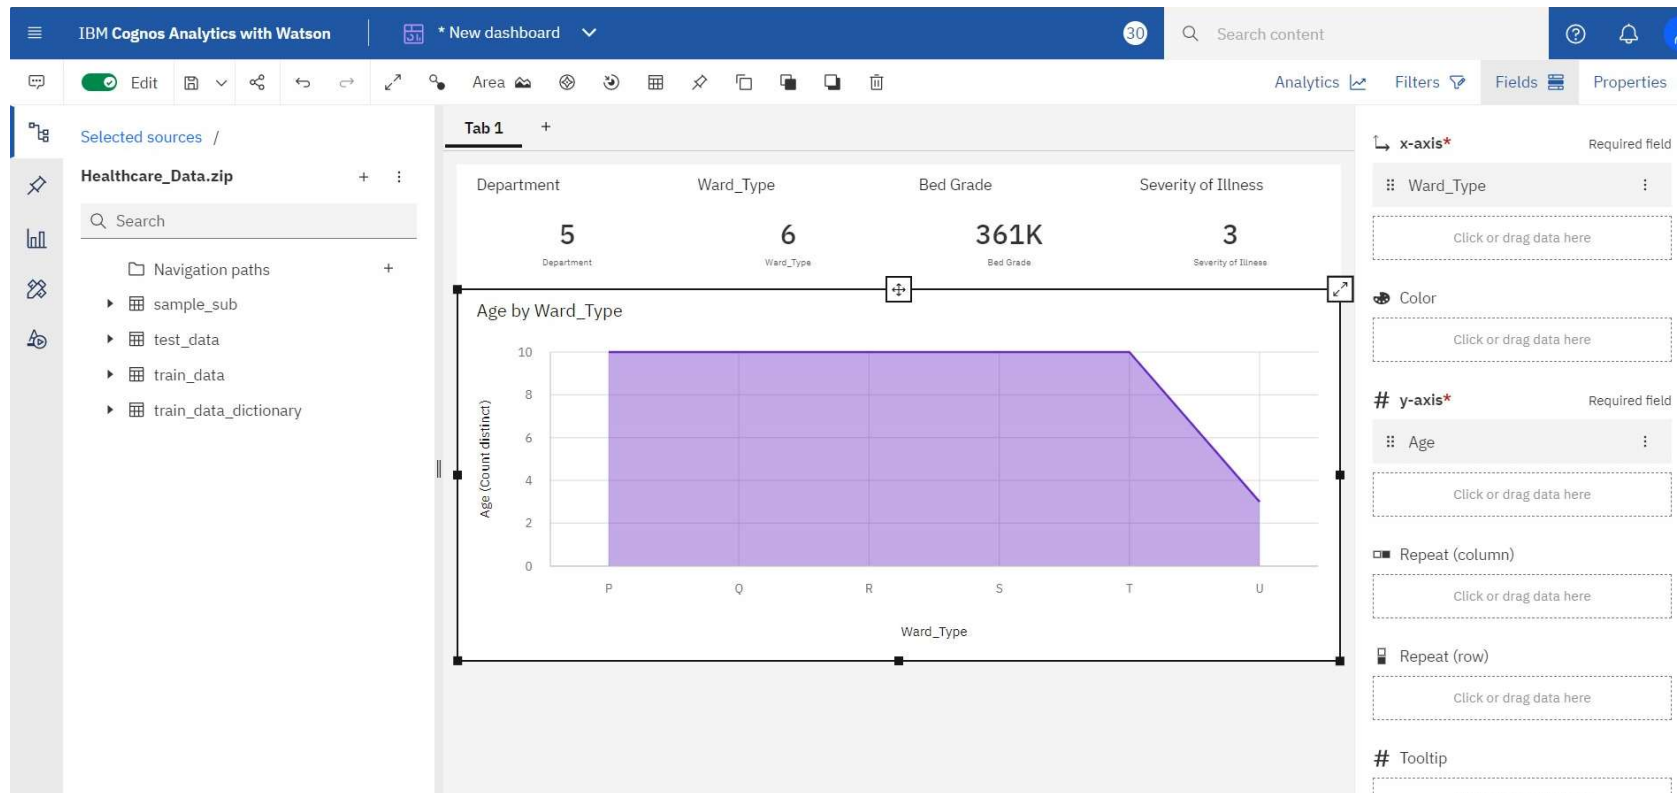 IBM Cognos Analytics with Watson
* New dashboard
30
Search content
Edit
Area
Analytics
Filters
Fields
Properties
Selected sources /
Healthcare_Data.zip
Search
Navigation paths
sample_sub
test_data
train_data
train_data_dictionary
Tab 1
Department
5
Department
Ward_Type
6
Ward_Type
Bed Grade
361K
Bed Grade
Severity of Illness
3
Severity of Illness
Age by Ward_Type
Age (Count distinct)
10
8
6
4
2
0
P Q R S T U
Ward_Type
x-axis* Required field
Ward_Type
Click or drag data here
Color
Click or drag data here
# y-axis* Required field
Age
Click or drag data here
Repeat (column)
Click or drag data here
Repeat (row)
Click or drag data here
# Tooltip